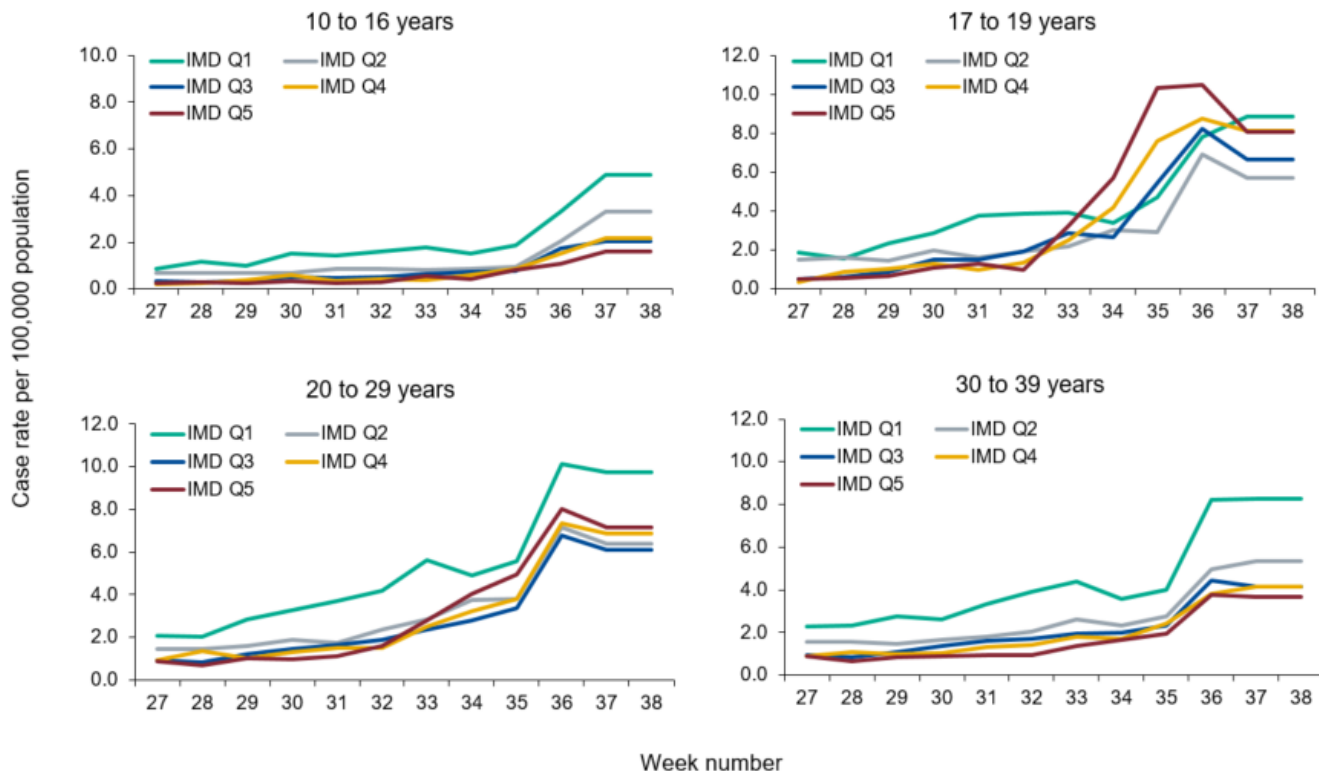 10 to 16 years
10.0
8.0
6.0
4.0
2.0
0.0
IMD Q1 IMD Q2
IMD Q3 IMD Q4
IMD Q5
27 28 29 30 31 32 33 34 35 36 37 38
17 to 19 years
12.0
10.0
8.0
6.0
4.0
2.0
0.0
IMD Q1 IMD Q2
IMD Q3 IMD Q4
IMD Q5
27 28 29 30 31 32 33 34 35 36 37 38
Case rate per 100,000 population
20 to 29 years
12.0
10.0
8.0
6.0
4.0
2.0
0.0
IMD Q1 IMD Q2
IMD Q3 IMD Q4
IMD Q5
27 28 29 30 31 32 33 34 35 36 37 38
30 to 39 years
12.0
10.0
8.0
6.0
4.0
2.0
0.0
IMD Q1 IMD Q2
IMD Q3 IMD Q4
IMD Q5
27 28 29 30 31 32 33 34 35 36 37 38
Week number